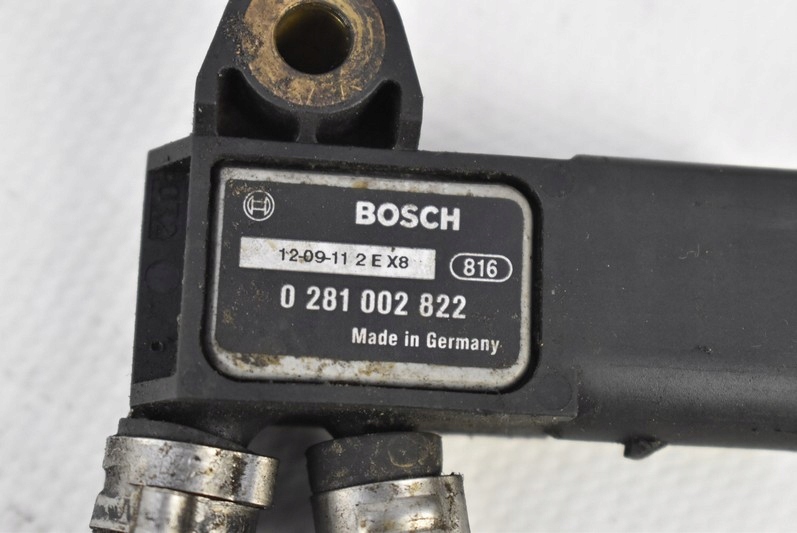 BOSCH
12-09-11 2 E X8
816
0 281 002 822
Made in Germany